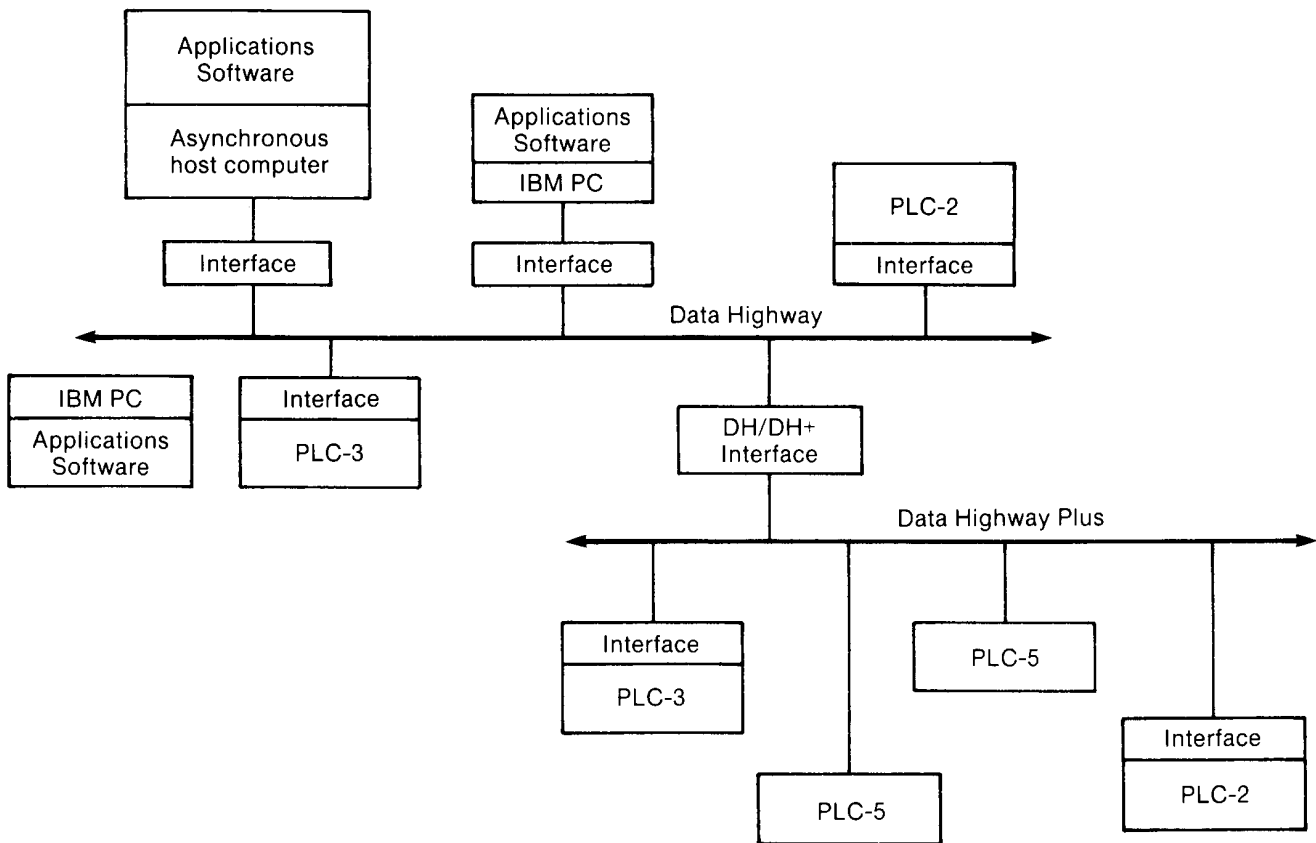 Applications
Software
Asynchronous
host computer
Interface
Applications
Software
IBM PC
Interface
PLC-2
Interface
Data Highway
IBM PC
Applications
Software
Interface
PLC-3
DH/DH+
Interface
Data Highway Plus
Interface
PLC-3
PLC-5
PLC-5
Interface
PLC-2